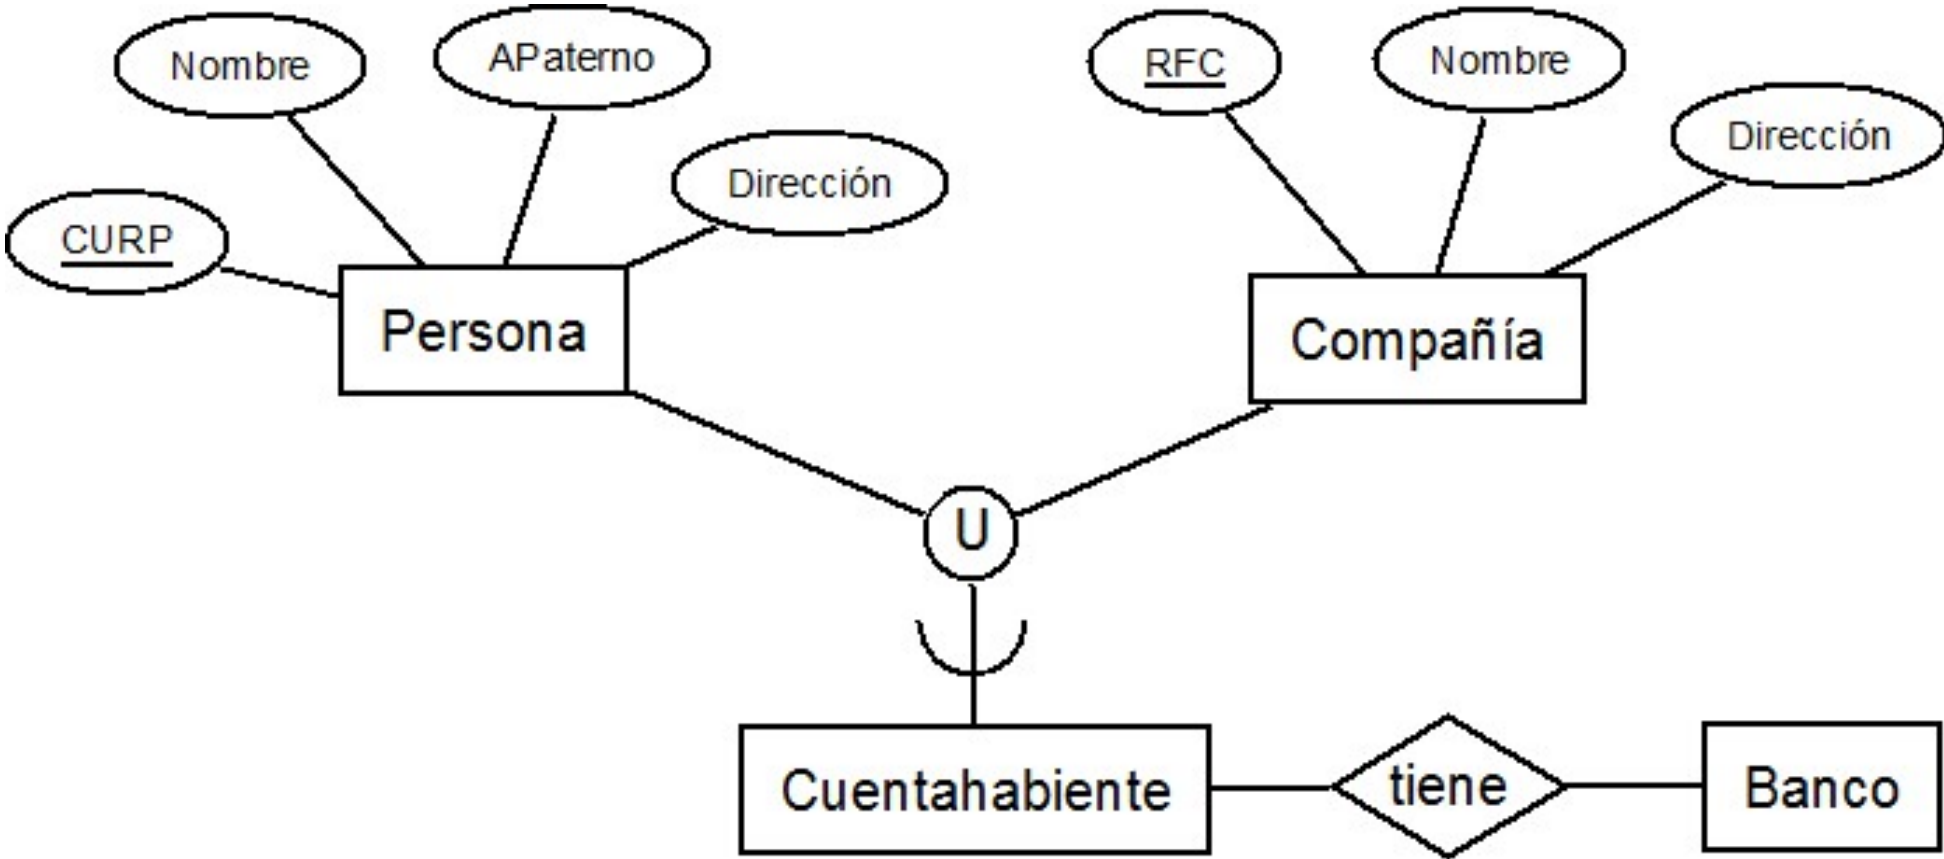 Nombre
APaterno
Dirección
CURP
Persona
RFC
Nombre
Dirección
Compañía
U
Cuentahabiente
tiene
Banco